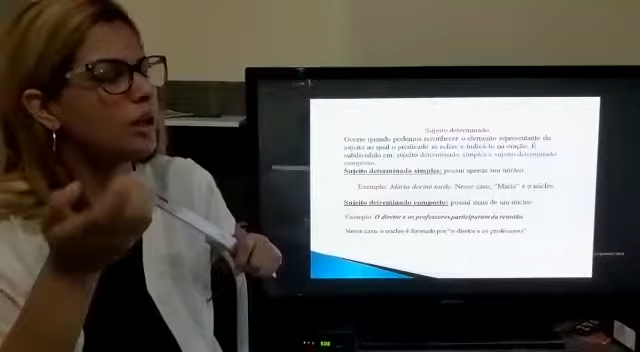 Sujeito determinado
Ocorre quando podemos reconhecer o elemento representante do
sujeito ao qual o predicado se refere e indicá-lo na oração. É
subdividido em: sujeito determinado simples e sujeito determinado
composto.
Sujeito determinado simples: possui apenas um núcleo.
Exemplo: dorme tarde. Nesse caso, é o núcleo.
Sujeito determinado composto: possui mais de um núcleo.
Exemplo: O diretor e os professores participaram da reunião.
Nesse caso, o núcleo é formado por "o diretor e os professores"